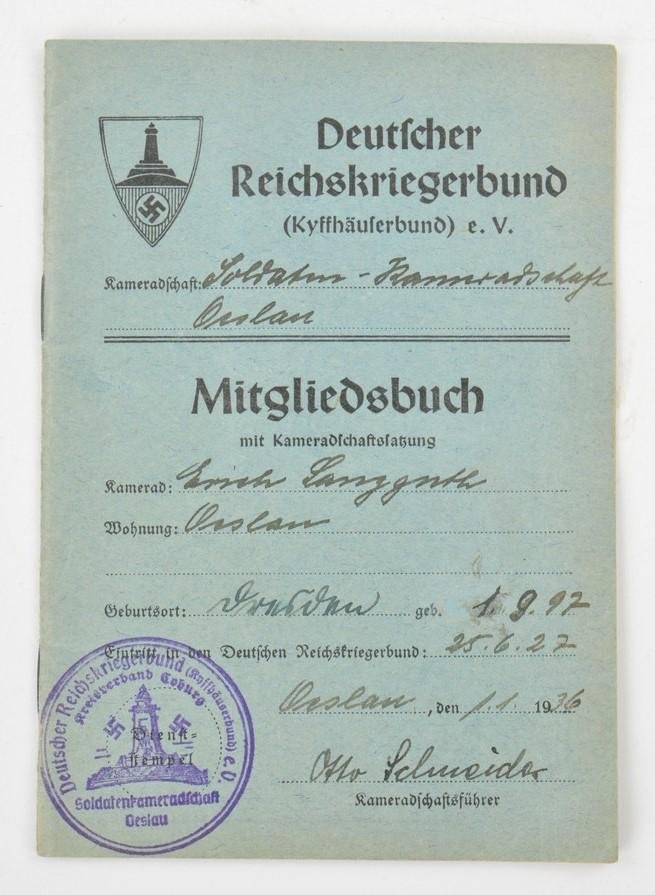 Deutſcher
Reichskriegerbund
(Kyffhäuſerbund) e. V.
Kameradſchaft: Soldaten-Kameradschaft
Oeslau
Mitgliedsbuch
mit Kameradſchaftsſatzung
Kamerad: Erich Langguth
Wohnung: Oeslau
Geburtsort: Dresden geb. 1.9.97
Eintritt in den Deutſchen Reichskriegerbund: 25.6.27
Oeslau, den 1.1. 1936
Otto Schneider
Kameradſchaftsführer
Deutſcher Reichskriegerbund (Kyffhäuſerbund) e.V.
Kreisverband Coburg
Dienſt-
ſtempel
Soldatenkameradſchaft
Oeslau